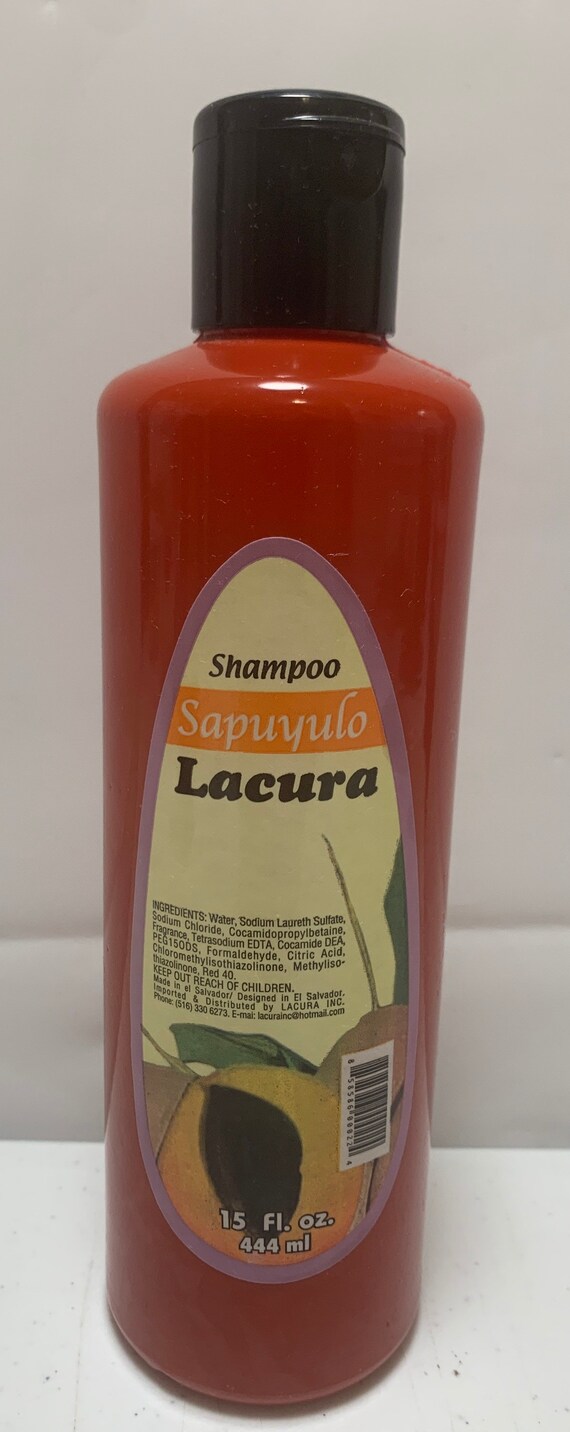 Shampoo
Sapuyulo
Lacura
INGREDIENTS: Water, Sodium Laureth Sulfate,
Sodium Chloride, Cocamidopropylbetaine,
Fragrance, Tetrasodium EDTA, Cocamide DEA,
PEG150DS, Formaldehyde, Citric Acid,
Chloromethylisothiazolinone, Methyliso-
thiazolinone, Red 40.
KEEP OUT REACH OF CHILDREN.
Made in el Salvador/ Designed in El Salvador.
Imported & Distributed by LACURA INC.
Phone: (516) 330 6273. E-mai: lacurainc@hotmail.com
15 Fl. oz.
444 ml